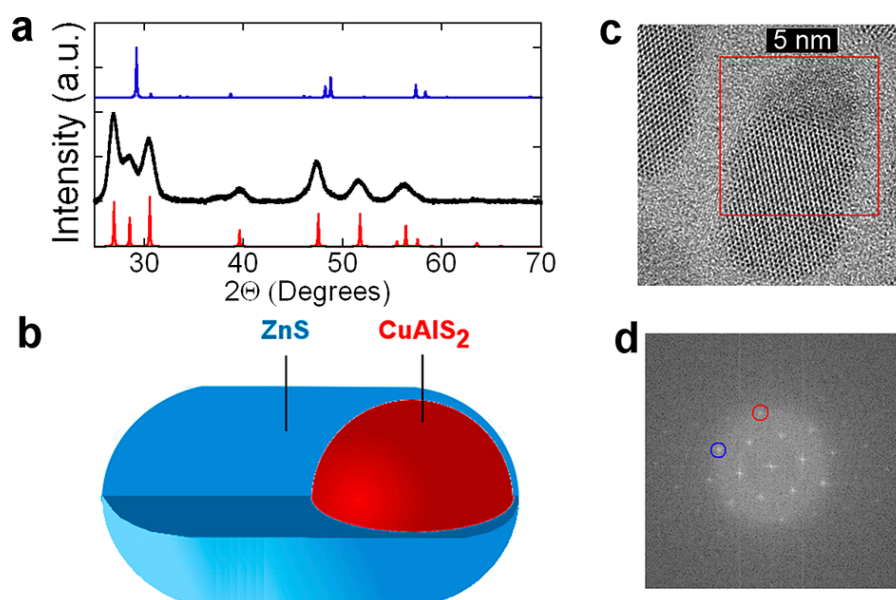 a
Intensity (a.u.)
30 40 50 60 70
2Θ (Degrees)
b
ZnS
CuAlS₂
c
5 nm
d